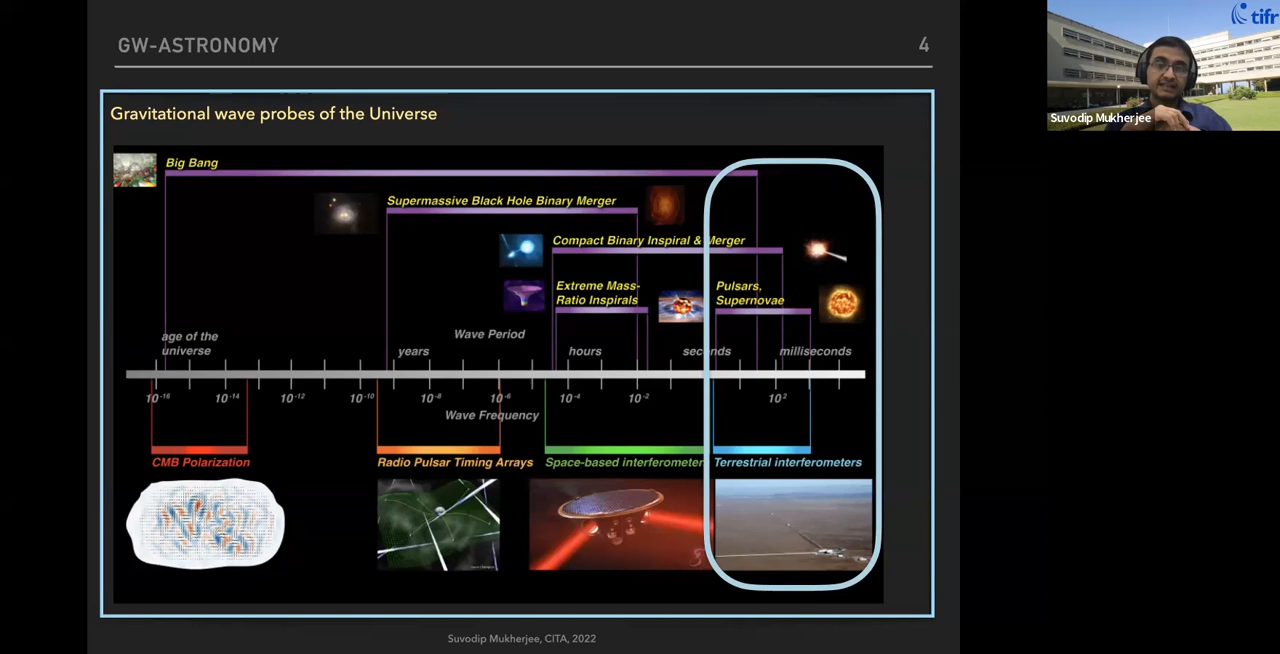 GW-ASTRONOMY
4
Gravitational wave probes of the Universe
Big Bang
Supermassive Black Hole Binary Merger
Compact Binary Inspiral & Merger
Extreme Mass-
Ratio Inspirals
Pulsars,
Supernovae
Wave Period
age of the
universe
years
hours
seconds
milliseconds
10-16
10-14
10-12
10-10
10-8
10-6
10-4
10-2
10²
Wave Frequency
CMB Polarization
Radio Pulsar Timing Arrays
Space-based interferometer
Terrestrial interferometers
Suvodip Mukherjee, CITA, 2022
tifr
Suvodip Mukherjee